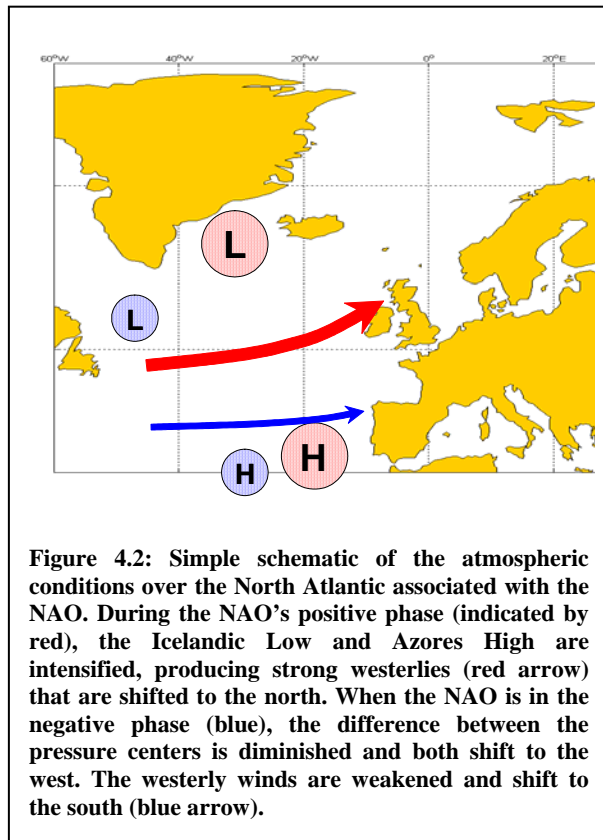 60°W 40°W 20°W 0° 20°E
L
L
H
H
Figure 4.2: Simple schematic of the atmospheric
conditions over the North Atlantic associated with the
NAO. During the NAO's positive phase (indicated by
red), the Icelandic Low and Azores High are
intensified, producing strong westerlies (red arrow)
that are shifted to the north. When the NAO is in the
negative phase (blue), the difference between the
pressure centers is diminished and both shift to the
west. The westerly winds are weakened and shift to
the south (blue arrow).